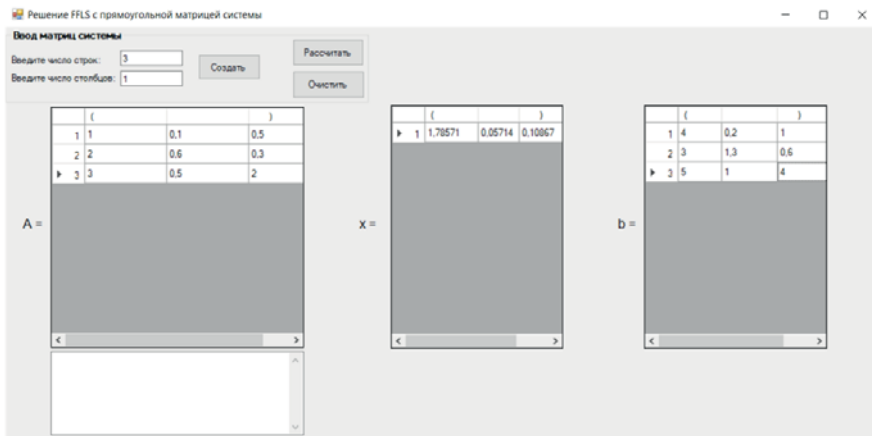 Решение FFLS с прямоугольной матрицей системы
Ввод матриц системы
Введите число строк: 3
Введите число столбцов: 1
Создать
Рассчитать
Очистить
A =
( )
1 1 0,1 0,5
2 2 0,6 0,3
3 3 0,5 2
x =
( )
1 1,78571 0,05714 0,10867
b =
( )
1 4 0,2 1
2 3 1,3 0,6
3 5 1 4